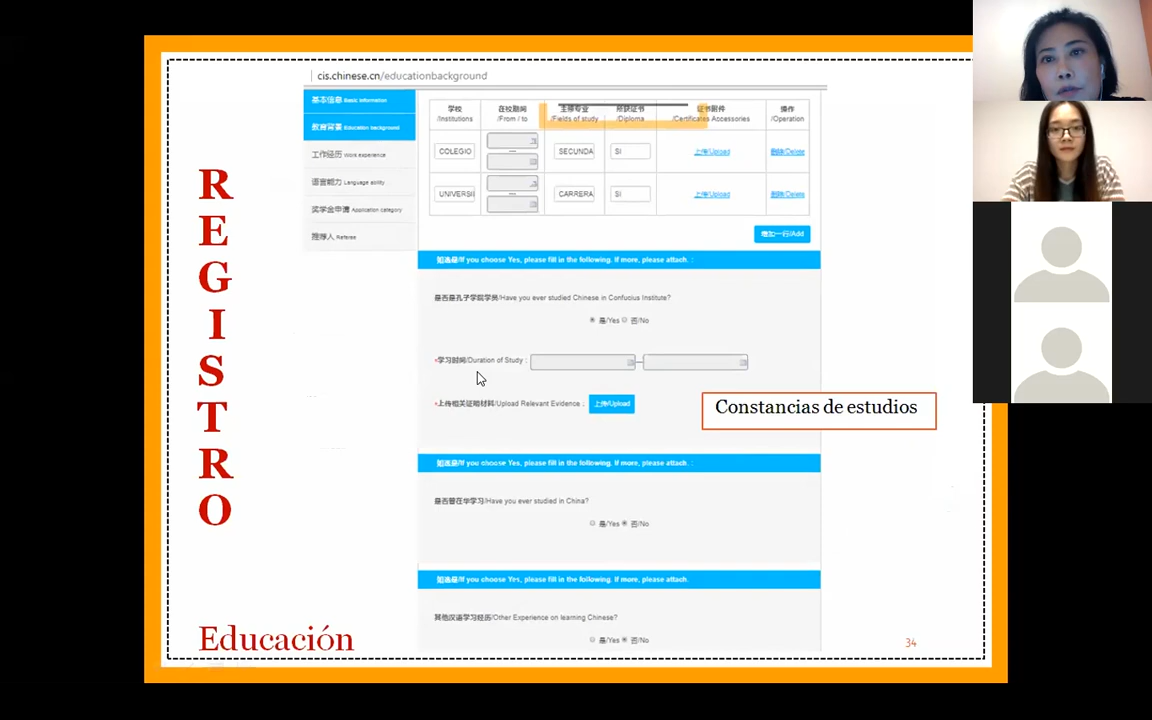 REGISTRO
Educación
cis.chinese.cn/educationbackground
基本信息 Basic Information
教育背景 Education background
工作经历 Work experience
语言能力 Language ability
奖学金申请 Application category
推荐人 Referee
学校 在校期间 主修专业 所获证书 证书附件 操作
/Institutions /From / to /Fields of study /Diploma /Certificates Accessories /Operation
COLEGIO — SECUNDA SI 上传/Upload 删除/Delete
UNIVERSI — CARRERA SI 上传/Upload 删除/Delete
增加一行/Add
如选是/If you choose Yes, please fill in the following. If more, please attach. :
是否是孔子学院学员/Have you ever studied Chinese in Confucius Institute?
是/Yes 否/No
*学习时间/Duration of Study : —
*上传相关证明材料/Upload Relevant Evidence : 上传/Upload
Constancias de estudios
如选是/If you choose Yes, please fill in the following. If more, please attach. :
是否曾在华学习/Have you ever studied in China?
是/Yes 否/No
如选是/If you choose Yes, please fill in the following. If more, please attach.
其他汉语学习经历/Other Experience on learning Chinese?
是/Yes 否/No
34